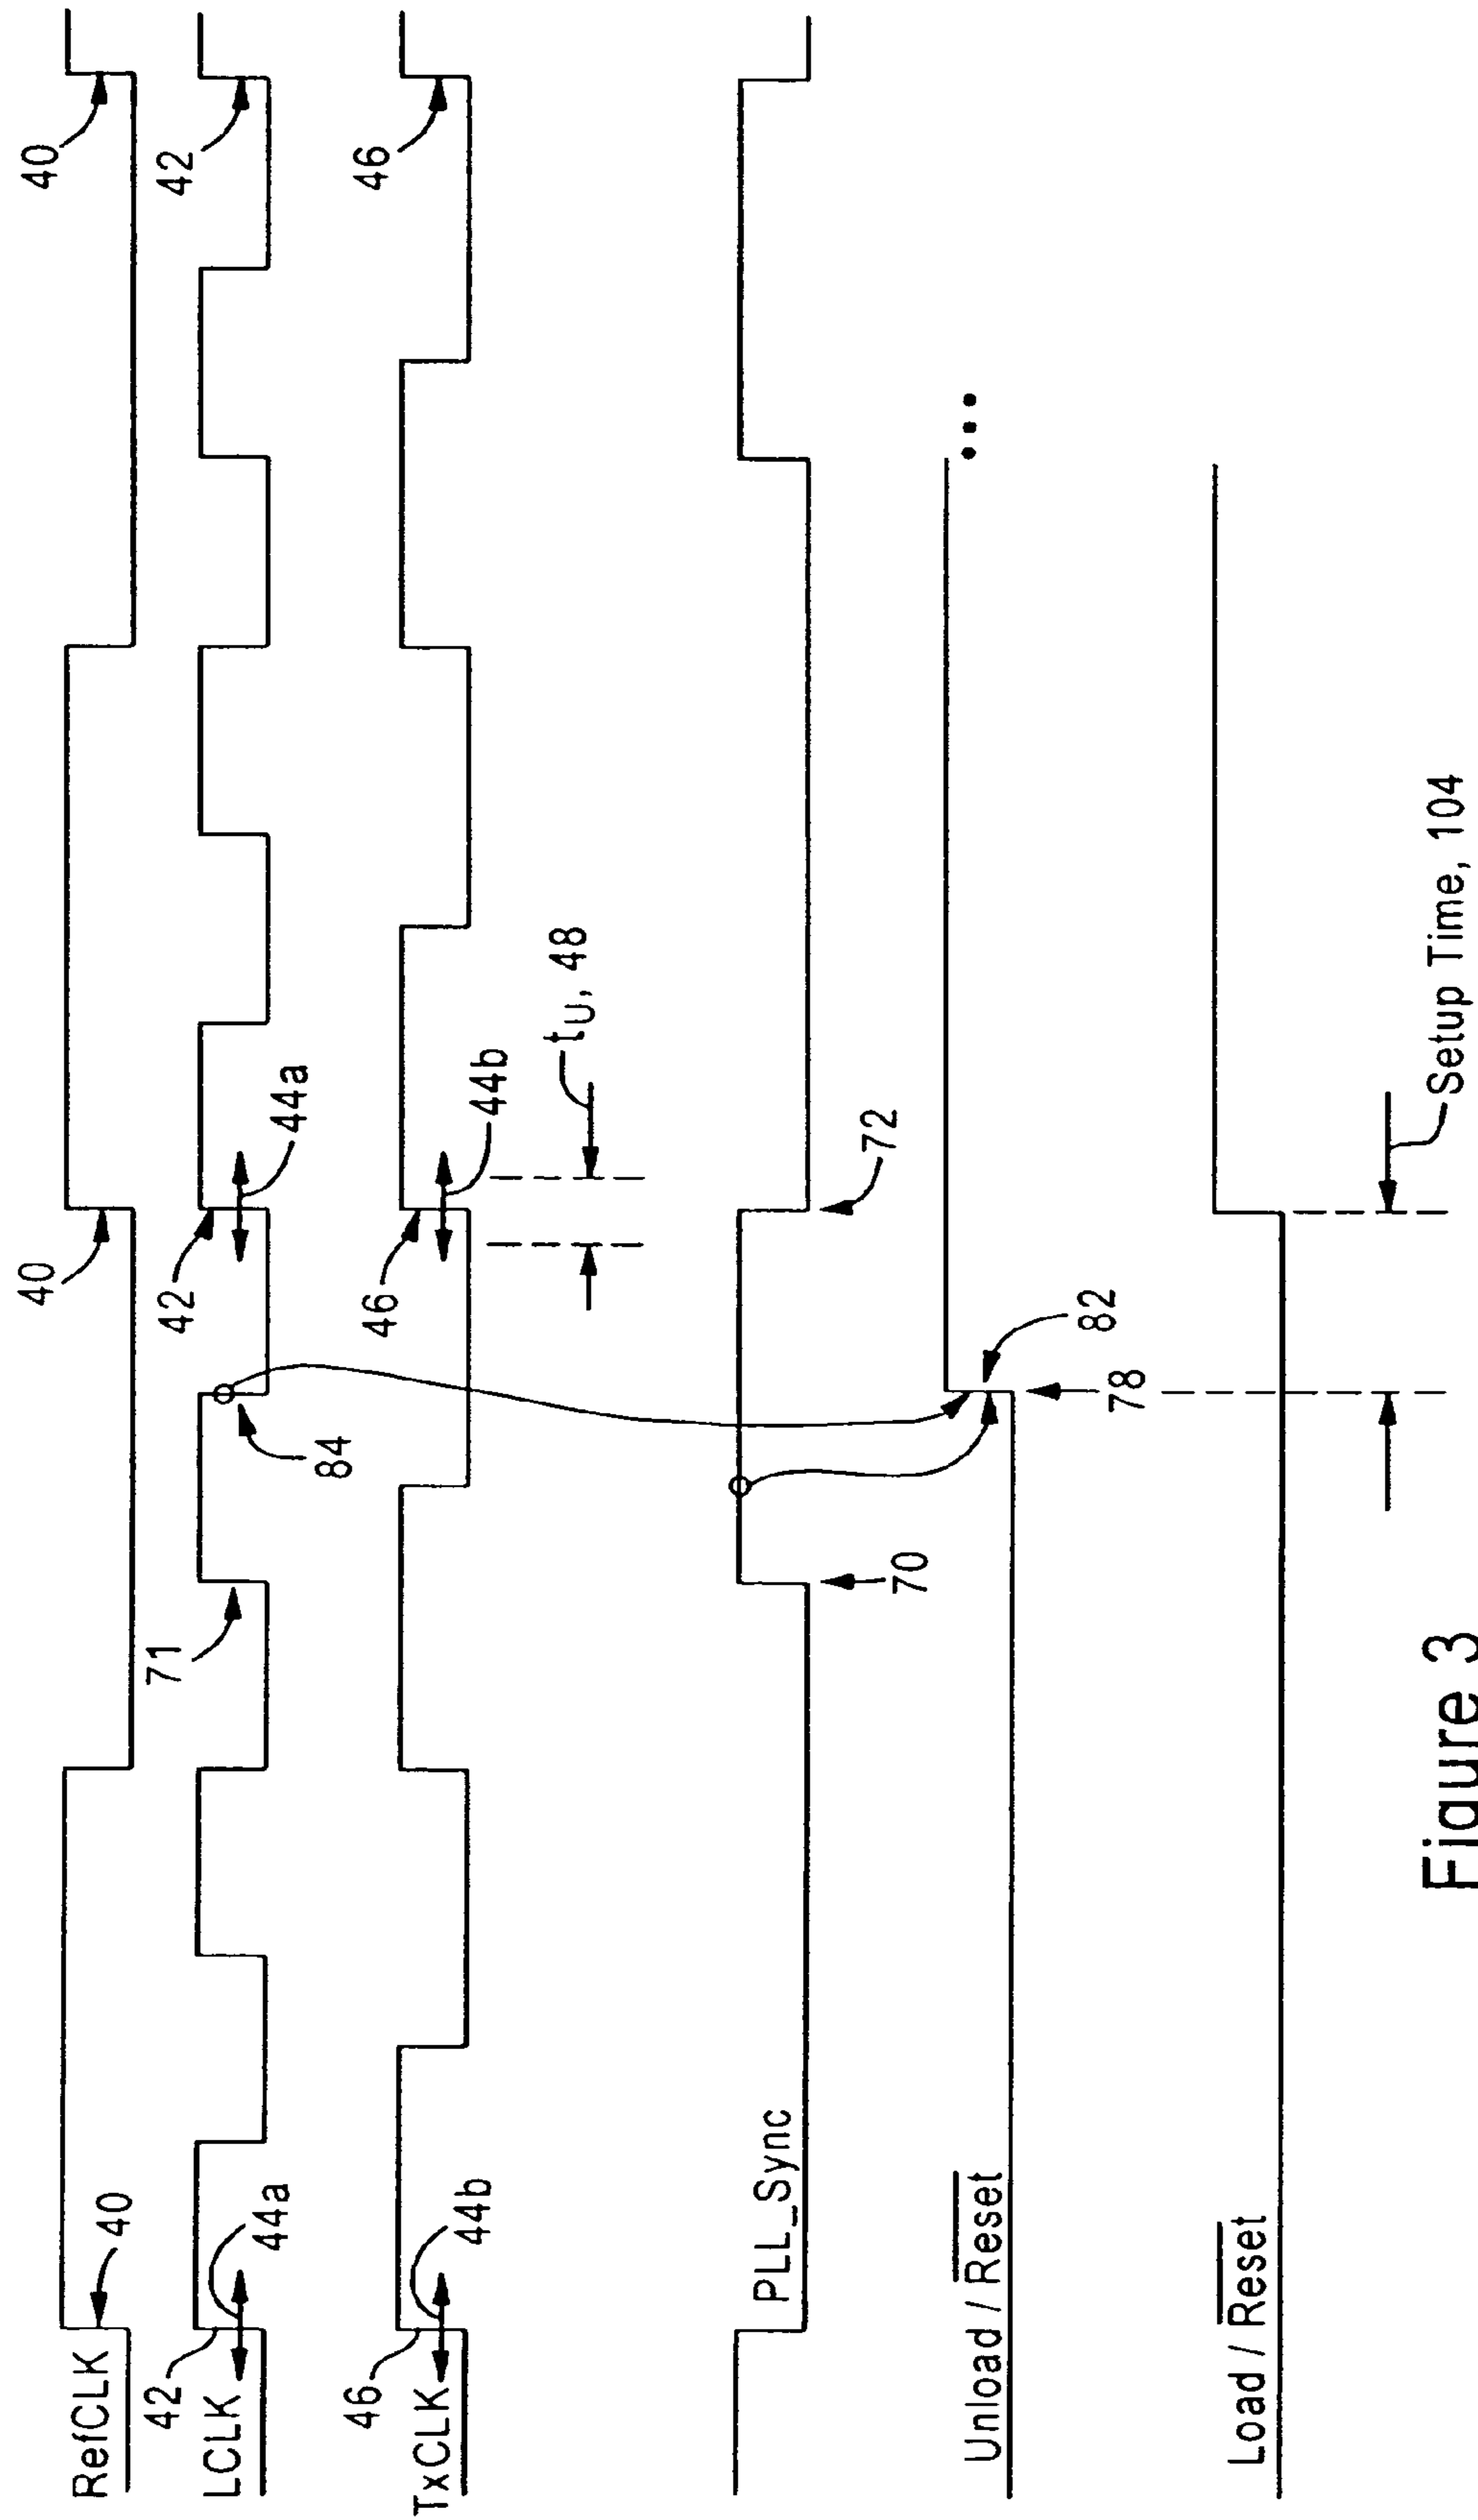 RefCLK
40
40
40
42
LCLK
44a
71
84
42
44a
42
46
TxCLK
44b
46
44b
46
tU, 48
PLL_Sync
70
72
Unload / Reset
78
82
...
Load / Reset
Setup Time, 104
Figure 3